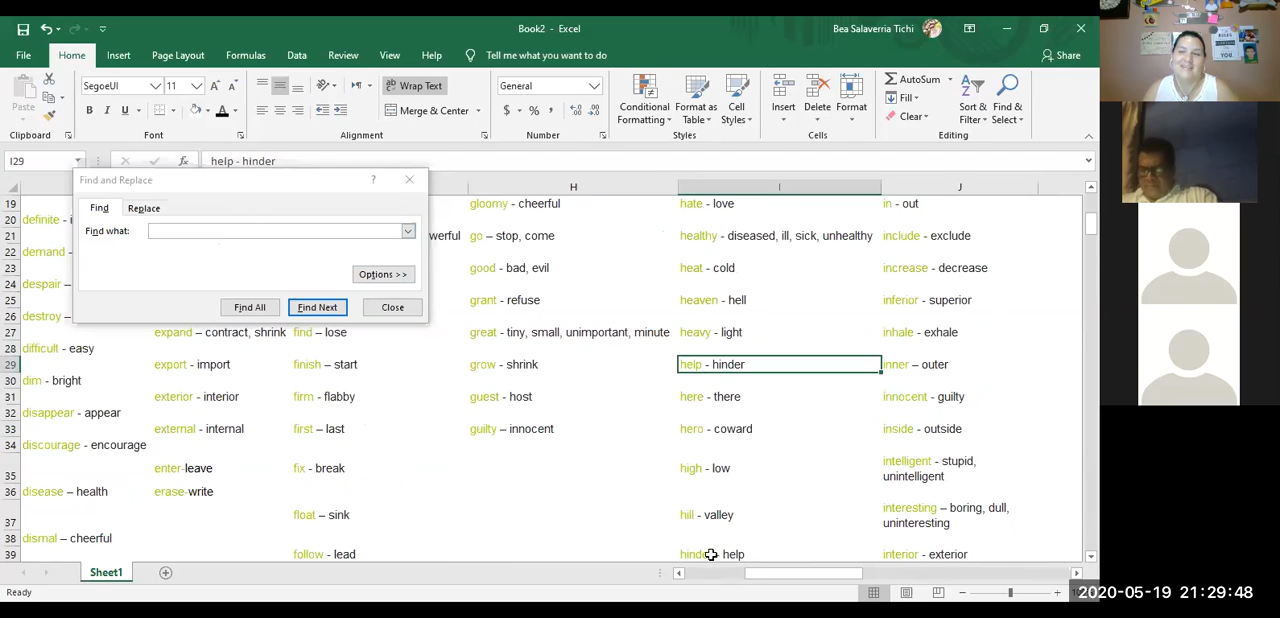 Book2 - Excel
Bea Salaverria Tichi
File Home Insert Page Layout Formulas Data Review View Help Tell me what you want to do Share
Paste
SegoeUI 11
B I U
Wrap Text
Merge & Center
General
$ % ,
Conditional Formatting
Format as Table
Cell Styles
Insert Delete Format
AutoSum
Fill
Clear
Sort & Filter
Find & Select
Clipboard Font Alignment Number Styles Cells Editing
I29 fx help - hinder
Find and Replace ?
Find Replace
Find what:
Options >>
Find All Find Next Close
H I J
19 gloomy - cheerful hate - love in - out
20 definite - i
21 demand - werful go – stop, come healthy - diseased, ill, sick, unhealthy include - exclude
22
23 despair - good - bad, evil heat - cold increase - decrease
24
25 destroy - grant - refuse heaven - hell inferior - superior
26
27 expand – contract, shrink find – lose great - tiny, small, unimportant, minute heavy - light inhale - exhale
28 difficult - easy
29 export - import finish – start grow - shrink help - hinder inner – outer
30 dim - bright
31 exterior - interior firm - flabby guest - host here - there innocent - guilty
32 disappear - appear
33 external - internal first – last guilty – innocent hero - coward inside - outside
34 discourage - encourage
35 enter-leave fix - break high - low intelligent - stupid, unintelligent
36 disease – health erase-write
37 float – sink hill - valley interesting – boring, dull, uninteresting
38 dismal – cheerful
39 follow - lead help interior - exterior
Sheet1
Ready
2020-05-19 21:29:48